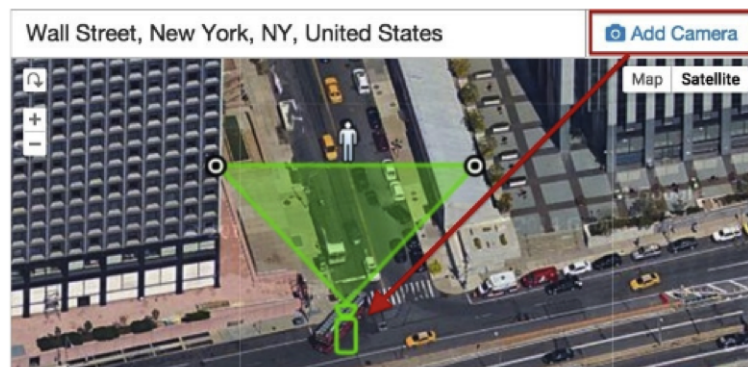 Wall Street, New York, NY, United States
Add Camera
Map Satellite
+
−